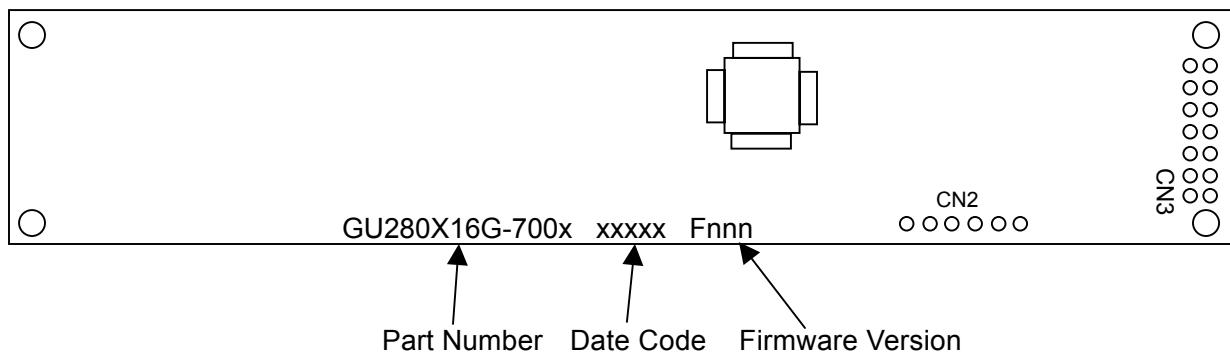 CN2
CN3
GU280X16G-700x xxxxx Fnnn
Part Number Date Code Firmware Version